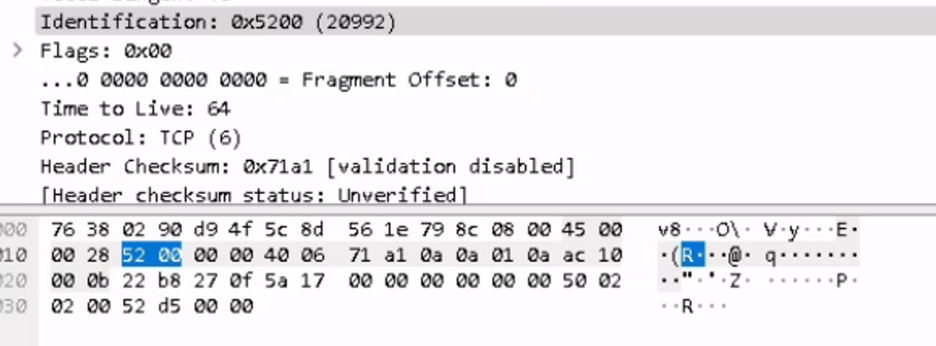 Identification: 0x5200 (20992)
Flags: 0x00
...0 0000 0000 0000 = Fragment Offset: 0
Time to Live: 64
Protocol: TCP (6)
Header Checksum: 0x71a1 [validation disabled]
[Header checksum status: Unverified]
000 76 38 02 90 d9 4f 5c 8d 56 1e 79 8c 08 00 45 00 v8···O\· V·y···E·
010 00 28 52 00 00 00 40 06 71 a1 0a 0a 01 0a ac 10 ·(R···@· q·······
020 00 0b 22 b8 27 0f 5a 17 00 00 00 00 00 00 50 02 ··"·'·Z· ······P·
030 02 00 52 d5 00 00 ··R···